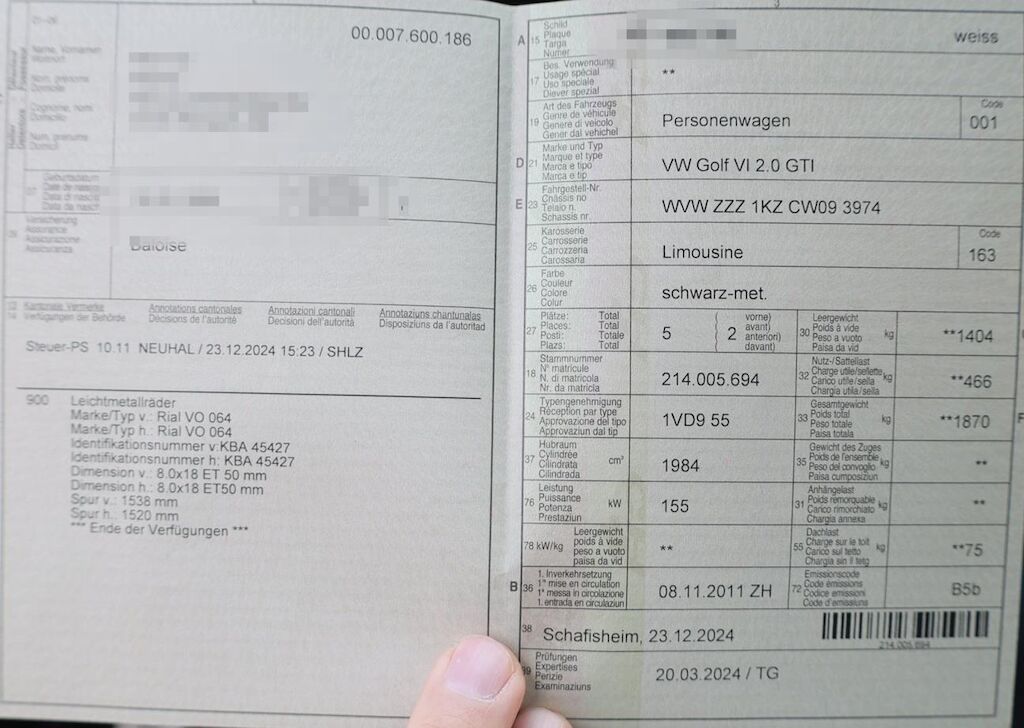 00.007.600.186
Name, Vornamen
Wohnort
Nom, prénoms
Domicile
Cognome, nomi
Domicilio
Num, prenums
Domicil
07 Geburtsdatum
Date de naiss
Data di nascit
Data da nasch
09 Versicherung
Assurance
Assicurazione
Assicuranza
Baloise
13 Kantonale Vermerke Annotations cantonales Annotazioni cantonali Annotaziuns chantunalas
14 Verfügungen der Behörde Décisions de l'autorité Decisioni dell'autorità Disposiziuns da l'autoritad
Steuer-PS 10.11 NEUHAL / 23.12.2024 15:23 / SHLZ
900 Leichtmetallräder
Marke/Typ v.: Rial VO 064
Marke/Typ h.: Rial VO 064
Identifikationsnummer v:KBA 45427
Identifikationsnummer h: KBA 45427
Dimension v.: 8.0x18 ET 50 mm
Dimension h.: 8.0x18 ET50 mm
Spur v.: 1538 mm
Spur h.: 1520 mm
*** Ende der Verfügungen ***
A 15 Schild
Plaque
Targa
Numer
weiss
17 Bes. Verwendung
Usage spécial
Uso speciale
Diever spezial
**
19 Art des Fahrzeugs
Genre de véhicule
Genere di veicolo
Gener dal vehichel
Personenwagen
Code
001
D 21 Marke und Typ
Marque et type
Marca e tipo
Marca e tip
VW Golf VI 2.0 GTI
E 23 Fahrgestell-Nr.
Châssis no
Telaio n.
Schassis nr.
WVW ZZZ 1KZ CW09 3974
25 Karosserie
Carrosserie
Carrozzeria
Carossaria
Limousine
Code
163
26 Farbe
Couleur
Colore
Colur
schwarz-met.
27 Plätze: Total
Places: Total
Posti: Totale
Plazs: Total
5 ( 2 vorne)
avant)
anteriori)
davant)
30 Leergewicht
Poids à vide
Peso a vuoto
Paisa da vid
kg
**1404
18 Stammnummer
N° matricule
N. di matricola
Nr. da matricla
214.005.694
32 Nutz-/Sattellast
Charge utile/sellette
Carico utile/sella
Chargia utila/sella
kg
**466
24 Typengenehmigung
Réception par type
Approvazione del tipo
Approvaziun dal tip
1VD9 55
33 Gesamtgewicht
Poids total
Peso totale
Paisa totala
kg
**1870
F
37 Hubraum
Cylindrée
Cilindrata
Cilindrada
cm³
1984
35 Gewicht des Zuges
Poids de l'ensemble
Peso del convoglio
Paisa cumposiziun
kg
**
76 Leistung
Puissance
Potenza
Prestaziun
kW
155
31 Anhängelast
Poids remorquable
Carico rimorchiato
Chargia annexa
kg
**
78 kW/kg Leergewicht
poids à vide
peso a vuoto
paisa da vid
**
55 Dachlast
Charge sur le toit
Carico sul tetto
Chargia sin il tetg
kg
**75
B 36 1. Inverkehrsetzung
1re mise en circulation
1a messa in circolazione
1. entrada en circulaziun
08.11.2011 ZH
72 Emissionscode
Code émissions
Codice emissioni
Code d'emissiuns
B5b
38 Schafisheim, 23.12.2024
214.005.694
39 Prüfungen
Expertises
Perizie
Examinaziuns
20.03.2024 / TG